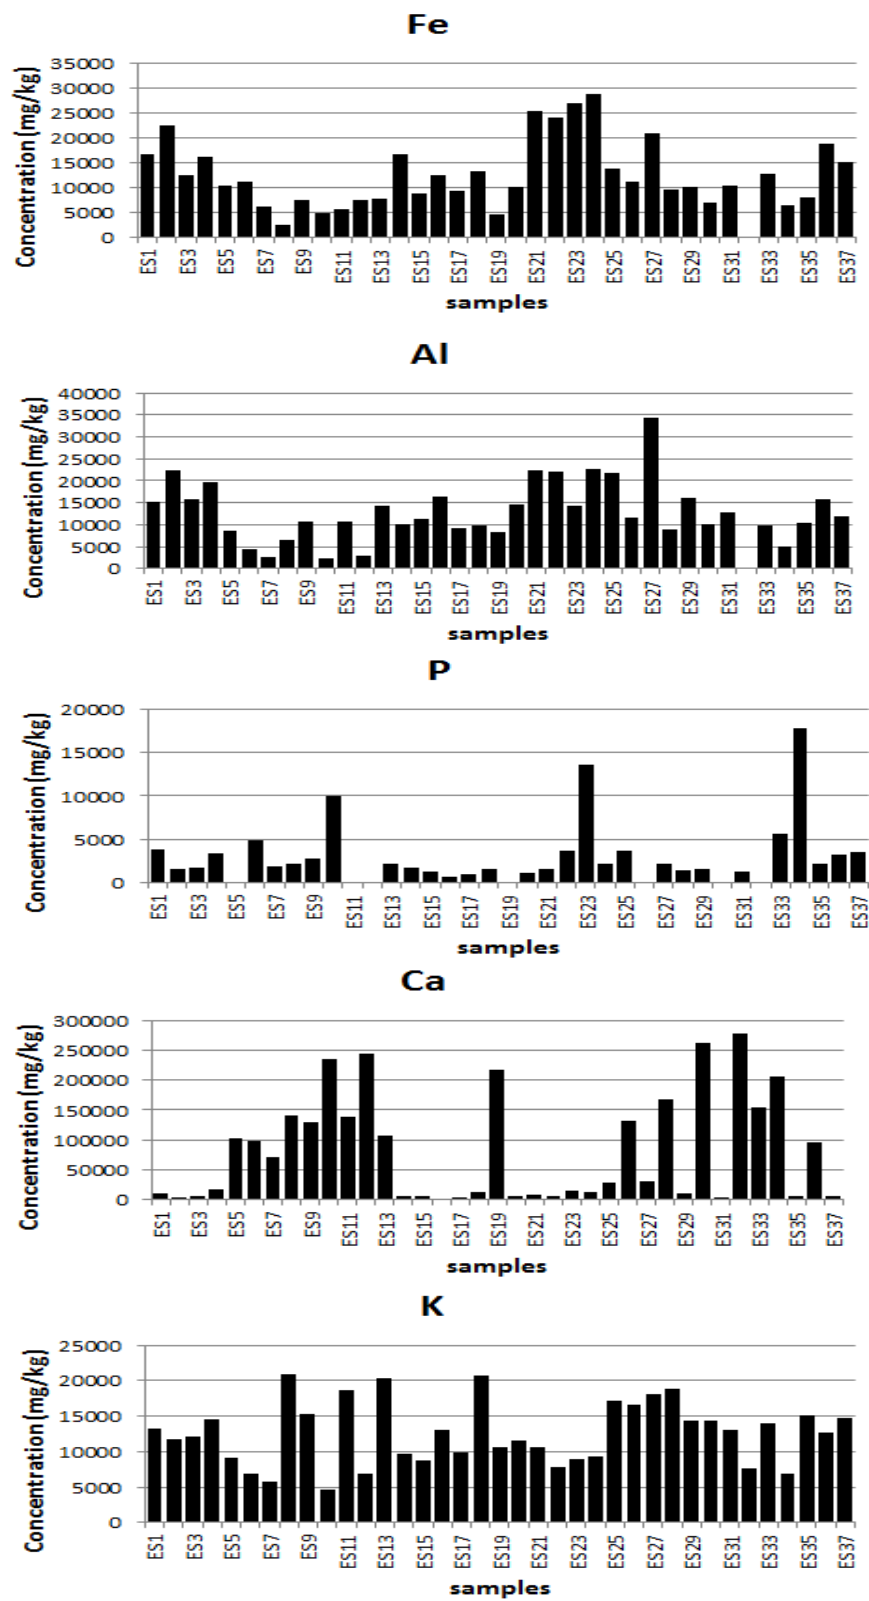 Fe
Concentration (mg/kg)
35000
30000
25000
20000
15000
10000
5000
0
ES1 ES3 ES5 ES7 ES9 ES11 ES13 ES15 ES17 ES19 ES21 ES23 ES25 ES27 ES29 ES31 ES33 ES35 ES37
samples
Al
Concentration (mg/kg)
40000
35000
30000
25000
20000
15000
10000
5000
0
ES1 ES3 ES5 ES7 ES9 ES11 ES13 ES15 ES17 ES19 ES21 ES23 ES25 ES27 ES29 ES31 ES33 ES35 ES37
samples
P
Concentration (mg/kg)
20000
15000
10000
5000
0
ES1 ES3 ES5 ES7 ES9 ES11 ES13 ES15 ES17 ES19 ES21 ES23 ES25 ES27 ES29 ES31 ES33 ES35 ES37
samples
Ca
Concentration (mg/kg)
300000
250000
200000
150000
100000
50000
0
ES1 ES3 ES5 ES7 ES9 ES11 ES13 ES15 ES17 ES19 ES21 ES23 ES25 ES27 ES29 ES31 ES33 ES35 ES37
samples
K
Concentration (mg/kg)
25000
20000
15000
10000
5000
0
ES1 ES3 ES5 ES7 ES9 ES11 ES13 ES15 ES17 ES19 ES21 ES23 ES25 ES27 ES29 ES31 ES33 ES35 ES37
samples